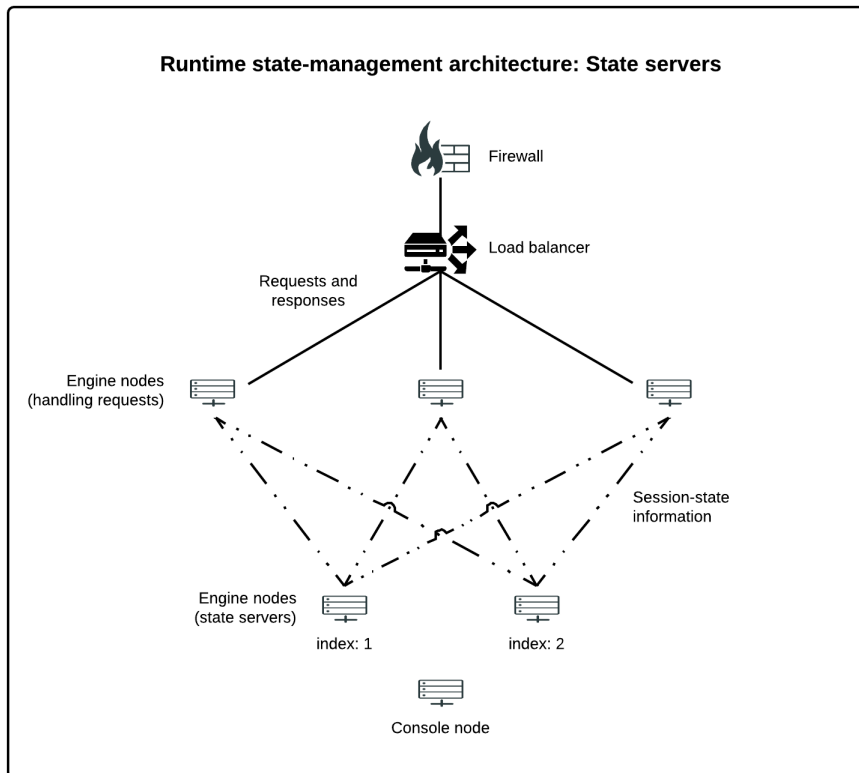 Runtime state-management architecture: State servers
Firewall
Load balancer
Requests and
responses
Engine nodes
(handling requests)
Session-state
information
Engine nodes
(state servers)
index: 1
index: 2
Console node